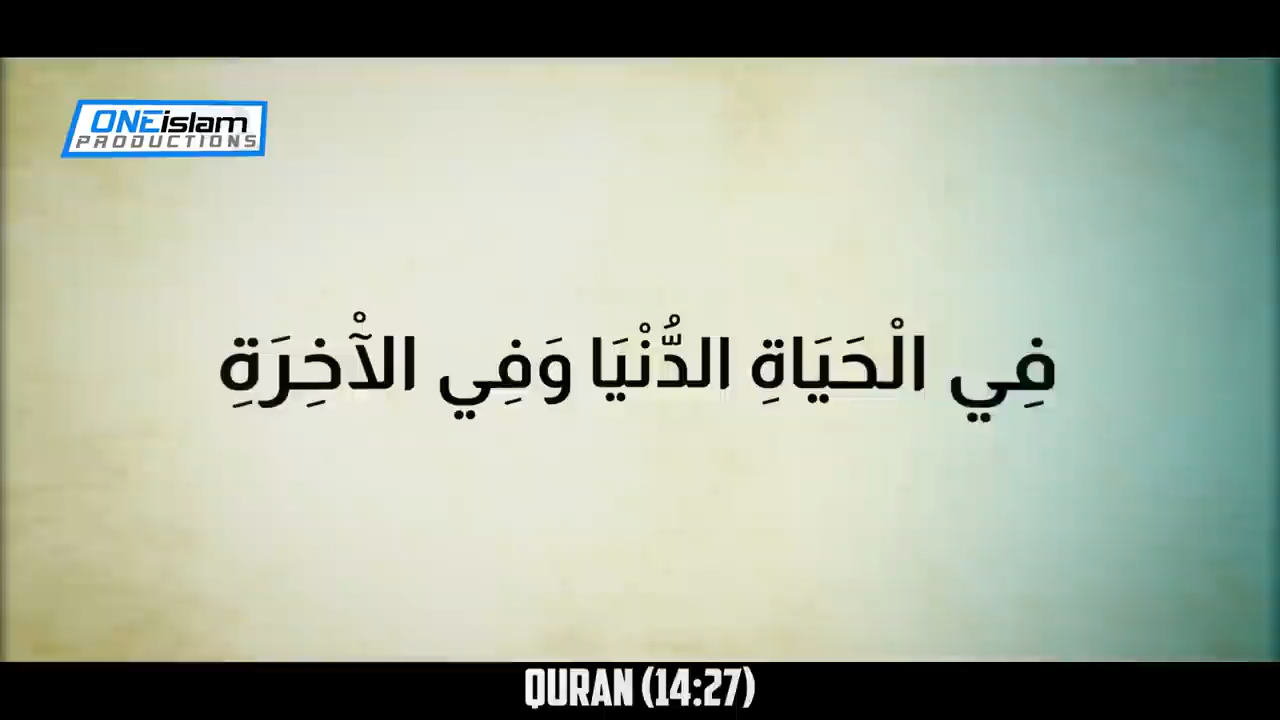 ONEislam
PRODUCTIONS
فِي الْحَيَاةِ الدُّنْيَا وَفِي الْآخِرَةِ
QURAN (14:27)